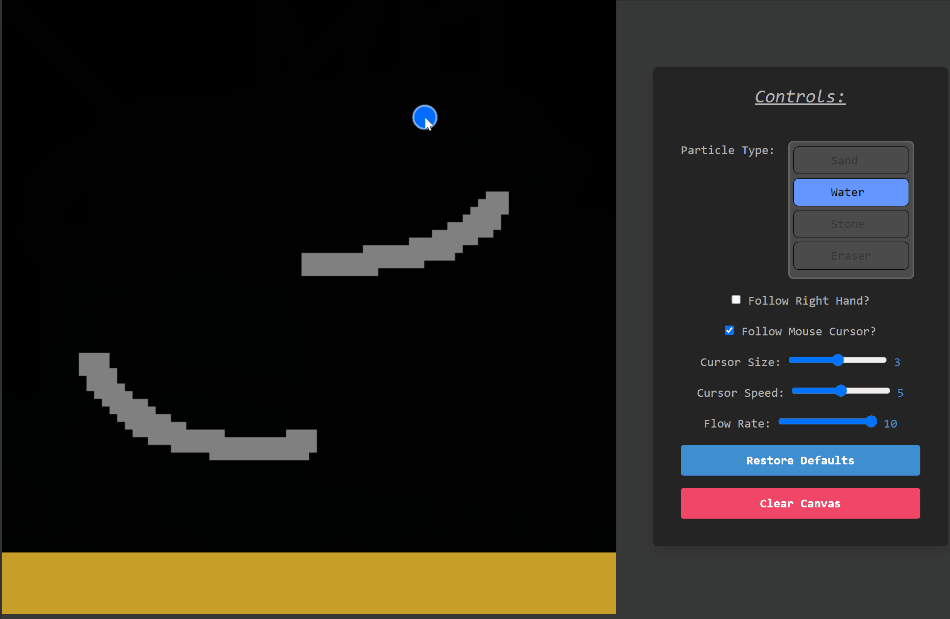 Controls:
Particle Type:
Sand
Water
Stone
Eraser
Follow Right Hand?
Follow Mouse Cursor?
Cursor Size: 3
Cursor Speed: 5
Flow Rate: 10
Restore Defaults
Clear Canvas